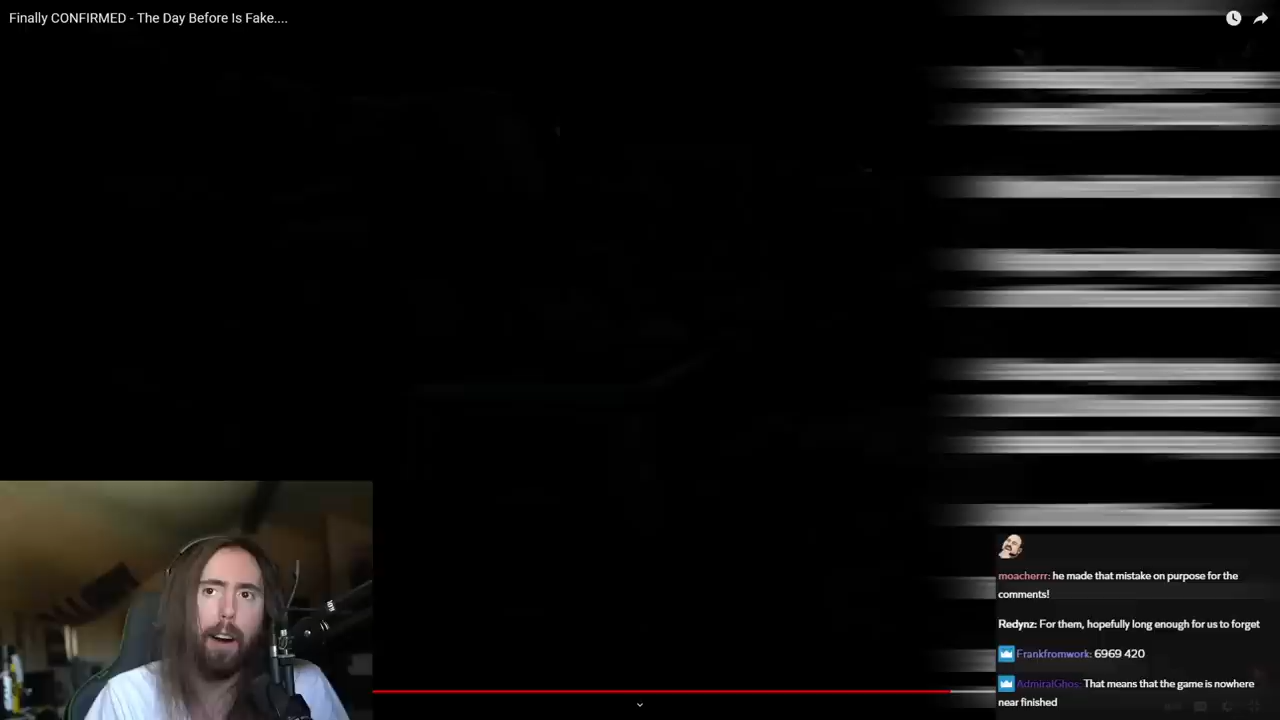 Finally CONFIRMED - The Day Before Is Fake....
moacherrr: he made that mistake on purpose for the
comments!
Redynz: For them, hopefully long enough for us to forget
Frankfromwork: 6969 420
AdmiralGhos: That means that the game is nowhere
near finished